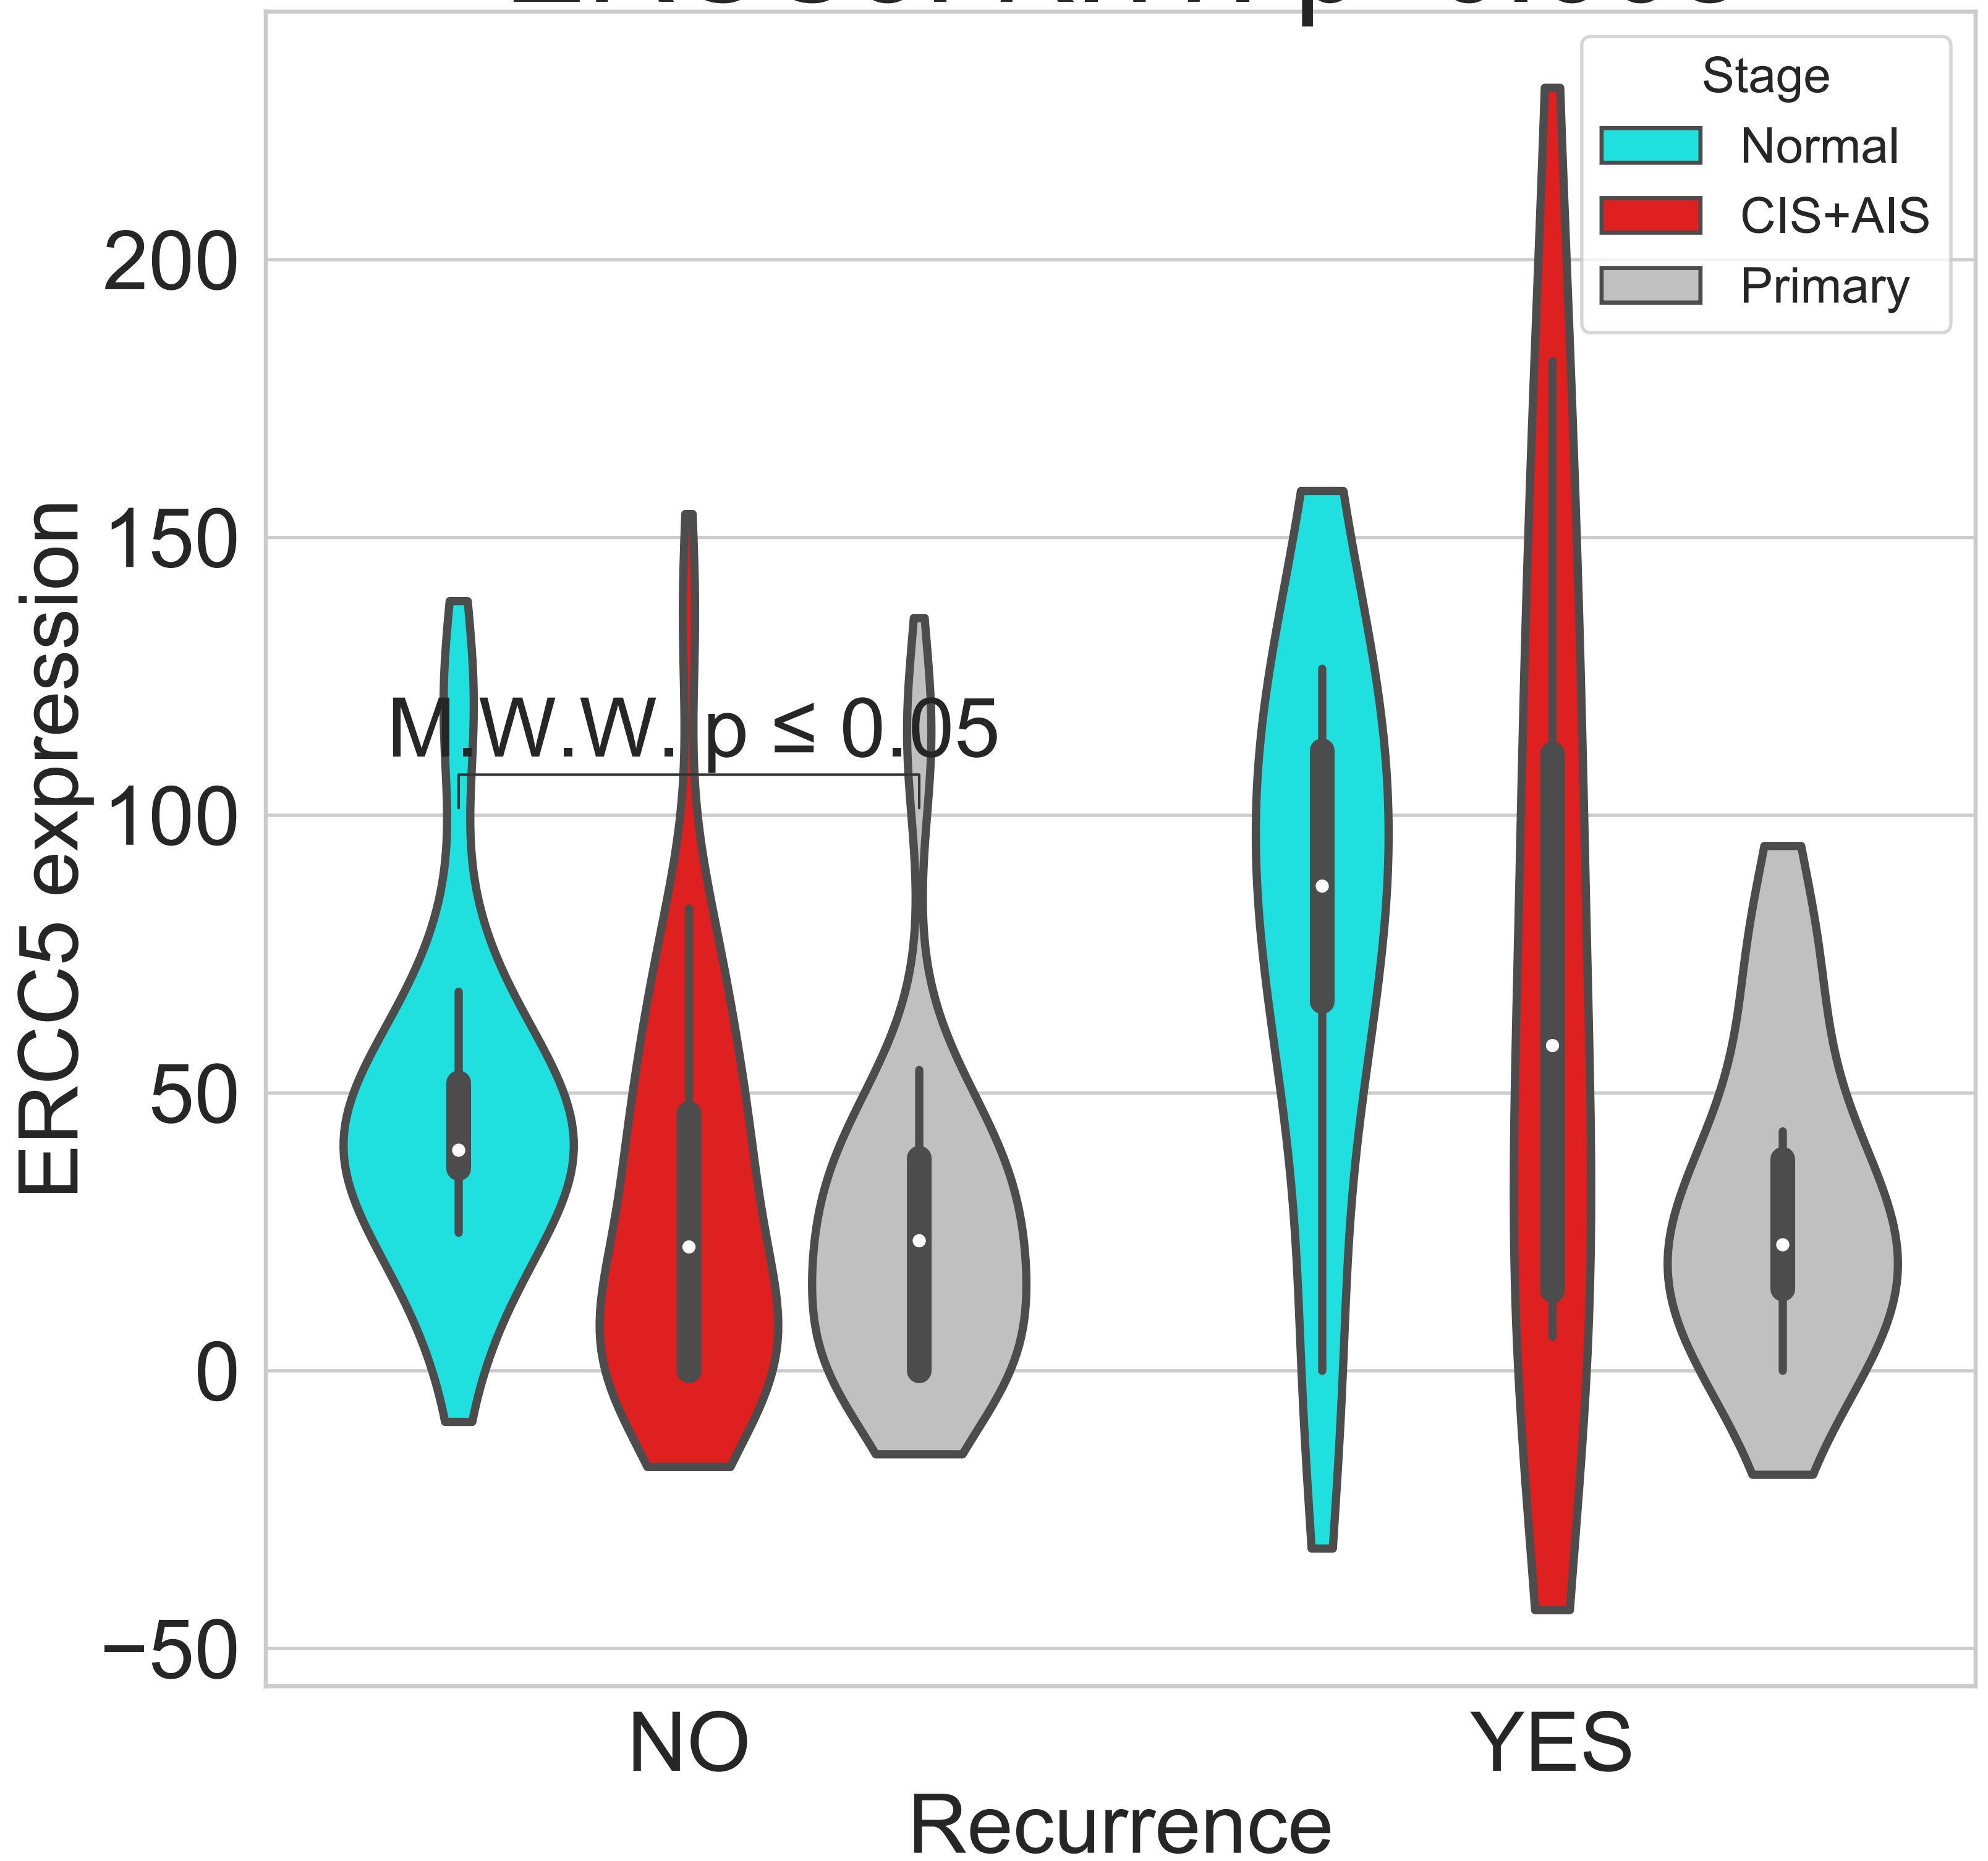 Stage
Normal
CIS+AIS
Primary
200
150
100
50
0
−50
ERCC5 expression
M.W.W. p ≤ 0.05
NO
YES
Recurrence